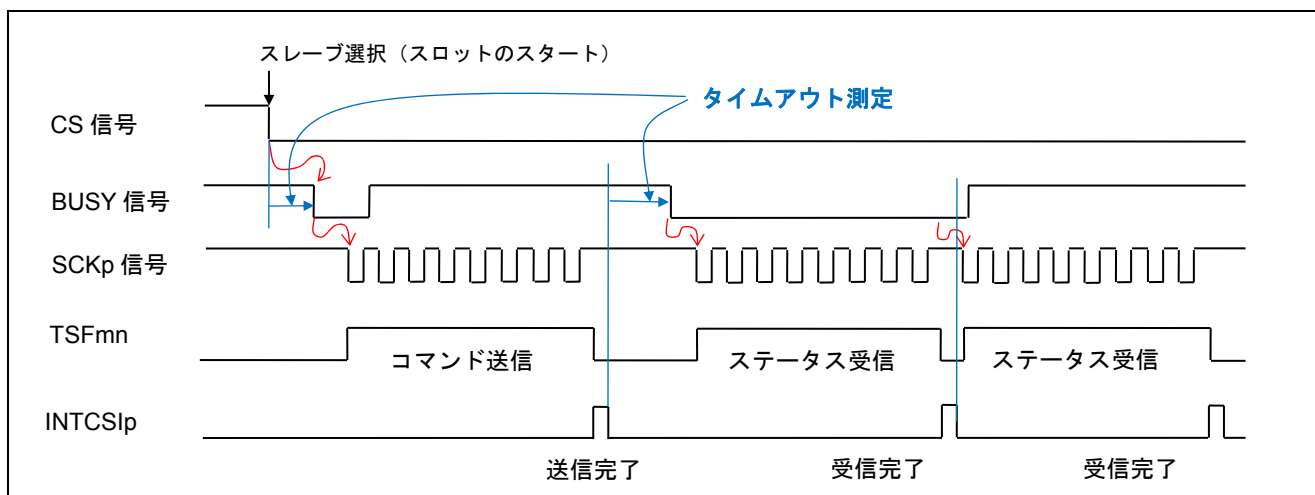 スレーブ選択（スロットのスタート）
タイムアウト測定
CS 信号
BUSY 信号
SCKp 信号
TSFmn
コマンド送信
ステータス受信
ステータス受信
INTCSIp
送信完了
受信完了
受信完了